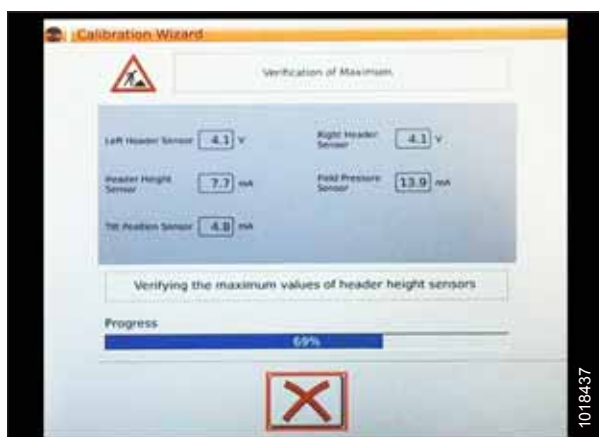 Calibration Wizard
Verification of Maximum
Left Header Sensor 4.1 V
Right Header Sensor 4.1 V
Header Height Sensor 7.7 mA
Field Pressure Sensor 13.9 mA
Tilt Position Sensor 4.8 mA
Verifying the maximum values of header height sensors
Progress
69%
1018437